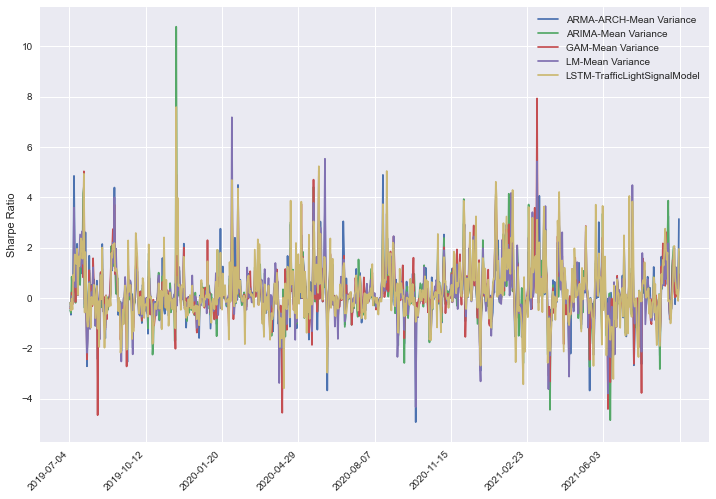 ARMA-ARCH-Mean Variance
ARIMA-Mean Variance
GAM-Mean Variance
LM-Mean Variance
LSTM-TrafficLightSignalModel
Sharpe Ratio
10
8
6
4
2
0
−2
−4
2019-07-04
2019-10-12
2020-01-20
2020-04-29
2020-08-07
2020-11-15
2021-02-23
2021-06-03